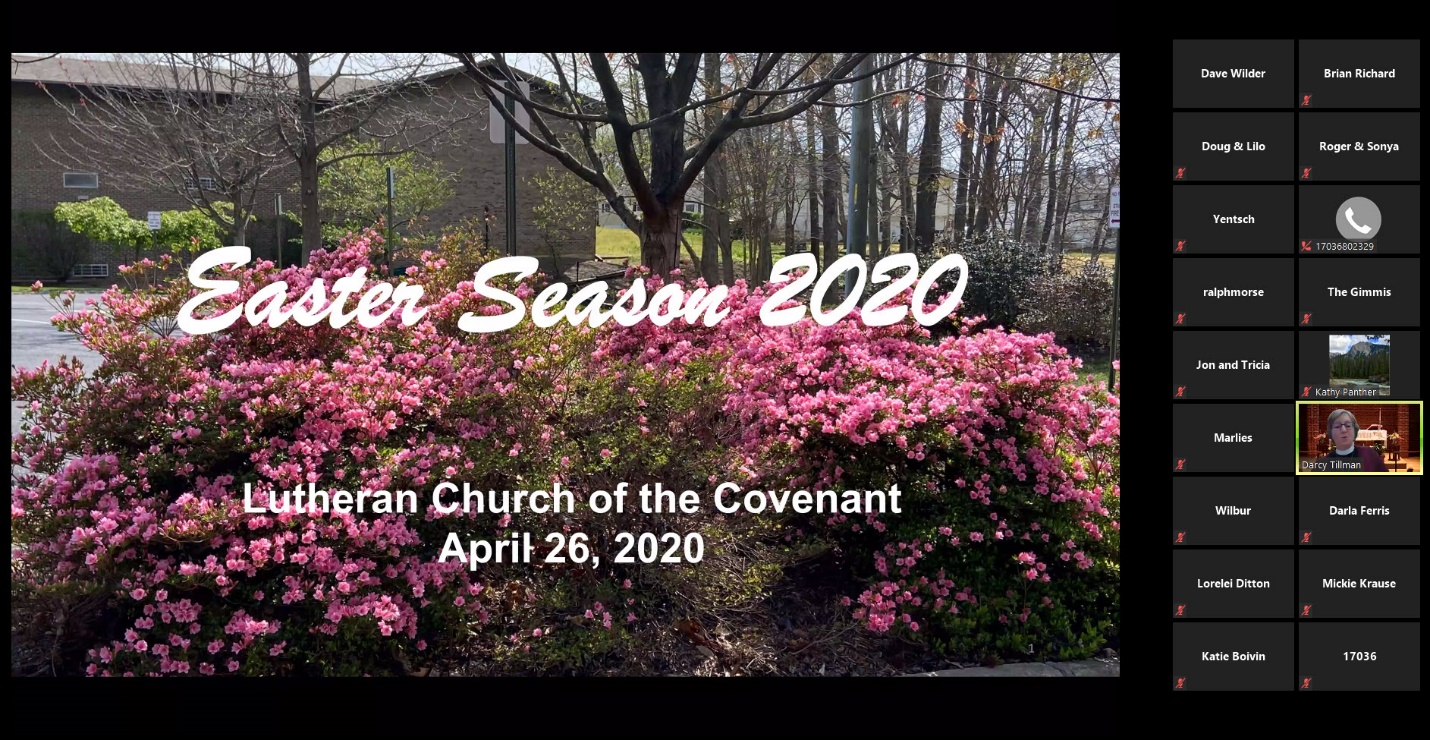 Easter Season 2020
Lutheran Church of the Covenant
April 26, 2020
1
Dave Wilder
Brian Richard
Doug & Lilo
Roger & Sonya
Yentsch
17036802329
ralphmorse
The Gimmis
Jon and Tricia
Kathy Panther
Marlies
Darcy Tillman
Wilbur
Darla Ferris
Lorelei Ditton
Mickie Krause
Katie Boivin
17036